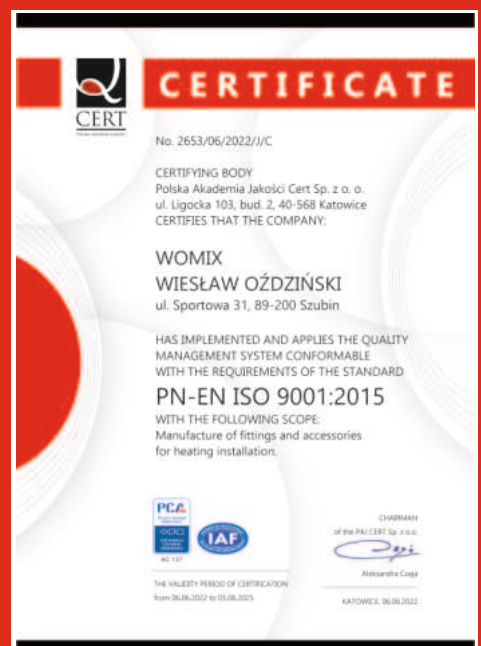 CERT
CERTIFICATE
No. 2653/06/2022/J/C
CERTIFYING BODY
Polska Akademia Jakości Cert Sp. z o. o.
ul. Ligocka 103, bud. 2, 40-568 Katowice
CERTIFIES THAT THE COMPANY:
WOMIX
WIESŁAW OŹDZIŃSKI
ul. Sportowa 31, 89-200 Szubin
HAS IMPLEMENTED AND APPLIES THE QUALITY
MANAGEMENT SYSTEM CONFORMABLE
WITH THE REQUIREMENTS OF THE STANDARD
PN-EN ISO 9001:2015
WITH THE FOLLOWING SCOPE:
Manufacture of fittings and accessories
for heating installation.
PCA
IAF
AC 137
CHAIRMAN
of the PAJ CERT Sp. z o.o.
Aleksandra Czaja
THE VALIDITY PERIOD OF CERTIFICATION
from 06.06.2022 to 05.06.2025
KATOWICE, 06.06.2022